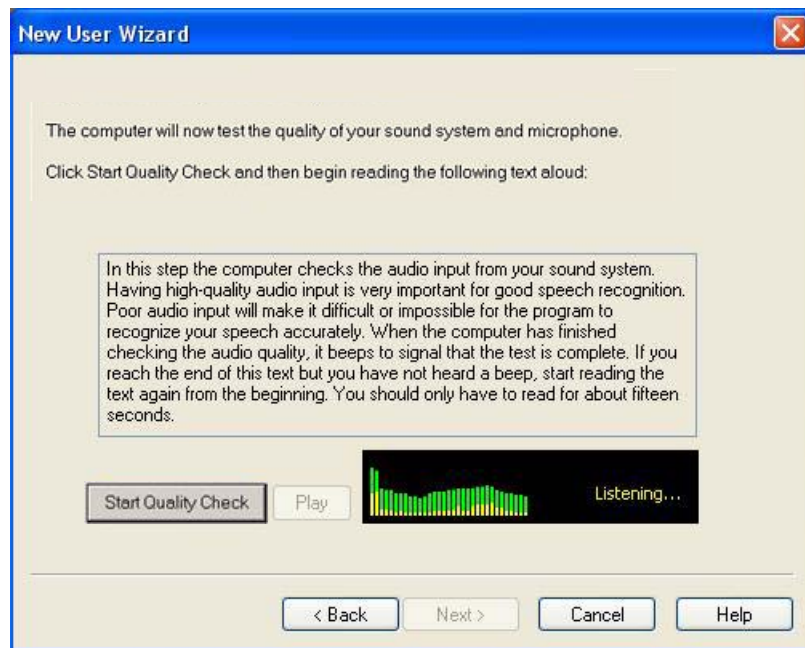 New User Wizard
The computer will now test the quality of your sound system and microphone.
Click Start Quality Check and then begin reading the following text aloud:
In this step the computer checks the audio input from your sound system.
Having high-quality audio input is very important for good speech recognition.
Poor audio input will make it difficult or impossible for the program to
recognize your speech accurately. When the computer has finished
checking the audio quality, it beeps to signal that the test is complete. If you
reach the end of this text but you have not heard a beep, start reading the
text again from the beginning. You should only have to read for about fifteen
seconds.
Start Quality Check Play Listening...
< Back Next > Cancel Help